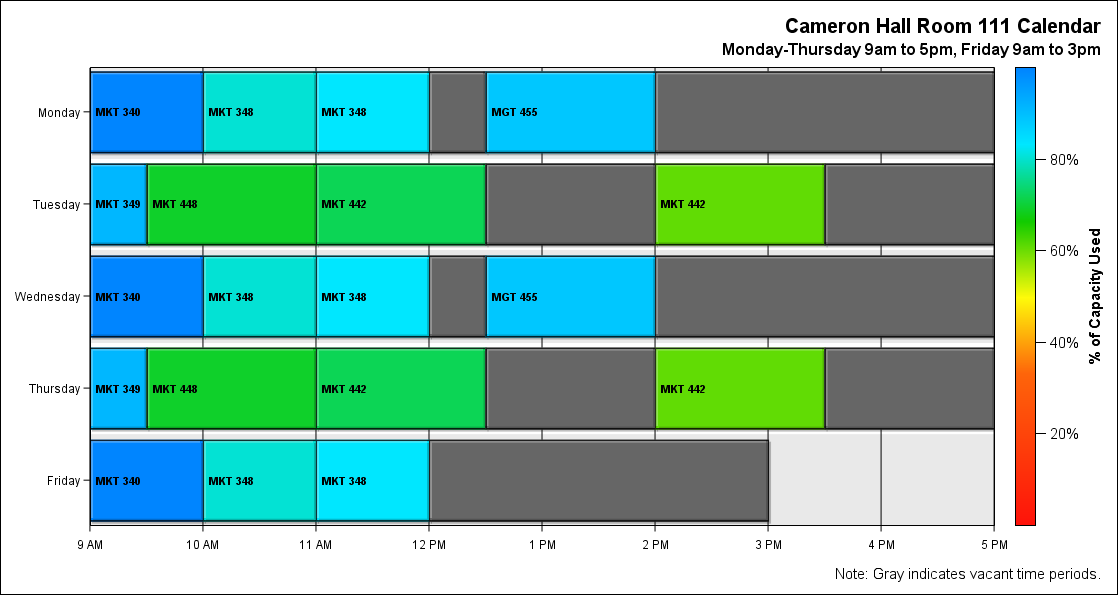 Cameron Hall Room 111 Calendar
Monday-Thursday 9am to 5pm, Friday 9am to 3pm
Monday MKT 340 MKT 348 MKT 348 MGT 455
Tuesday MKT 349 MKT 448 MKT 442 MKT 442
Wednesday MKT 340 MKT 348 MKT 348 MGT 455
Thursday MKT 349 MKT 448 MKT 442 MKT 442
Friday MKT 340 MKT 348 MKT 348
9 AM 10 AM 11 AM 12 PM 1 PM 2 PM 3 PM 4 PM 5 PM
80%
60%
40%
20%
% of Capacity Used
Note: Gray indicates vacant time periods.